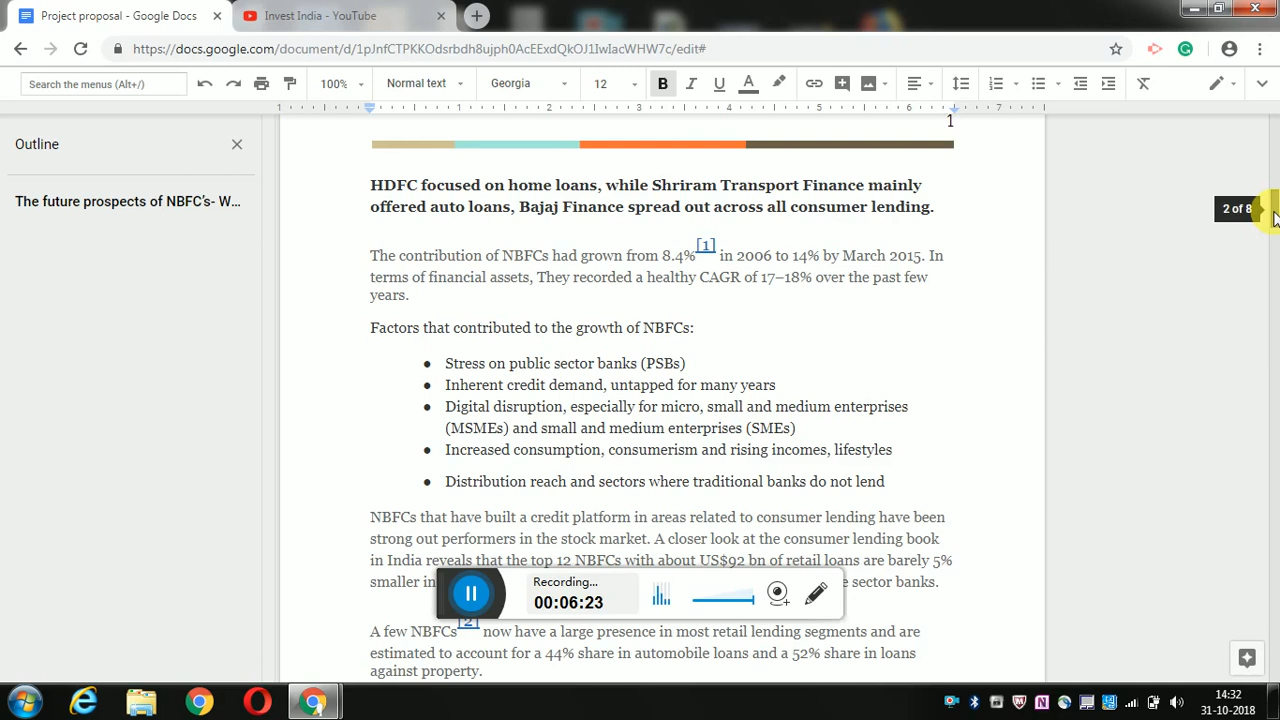 Project proposal - Google Docs
Invest India - YouTube
https://docs.google.com/document/d/1pJnfCTPKKOdsrbdh8ujph0AcEExdQkOJ1IwIacWHW7c/edit#
Search the menus (Alt+/)
100%
Normal text
Georgia
12
B I U A
1 1 2 3 4 5 6 7
1
Outline
The future prospects of NBFC's- W...
2 of 8
HDFC focused on home loans, while Shriram Transport Finance mainly
offered auto loans, Bajaj Finance spread out across all consumer lending.
The contribution of NBFCs had grown from 8.4%[1] in 2006 to 14% by March 2015. In
terms of financial assets, They recorded a healthy CAGR of 17–18% over the past few
years.
Factors that contributed to the growth of NBFCs:
● Stress on public sector banks (PSBs)
● Inherent credit demand, untapped for many years
● Digital disruption, especially for micro, small and medium enterprises
(MSMEs) and small and medium enterprises (SMEs)
● Increased consumption, consumerism and rising incomes, lifestyles
● Distribution reach and sectors where traditional banks do not lend
NBFCs that have built a credit platform in areas related to consumer lending have been
strong out performers in the stock market. A closer look at the consumer lending book
in India reveals that the top 12 NBFCs with about US$92 bn of retail loans are barely 5%
smaller in
e sector banks.
Recording...
00:06:23
A few NBFCs[2] now have a large presence in most retail lending segments and are
estimated to account for a 44% share in automobile loans and a 52% share in loans
against property.
14:32
31-10-2018